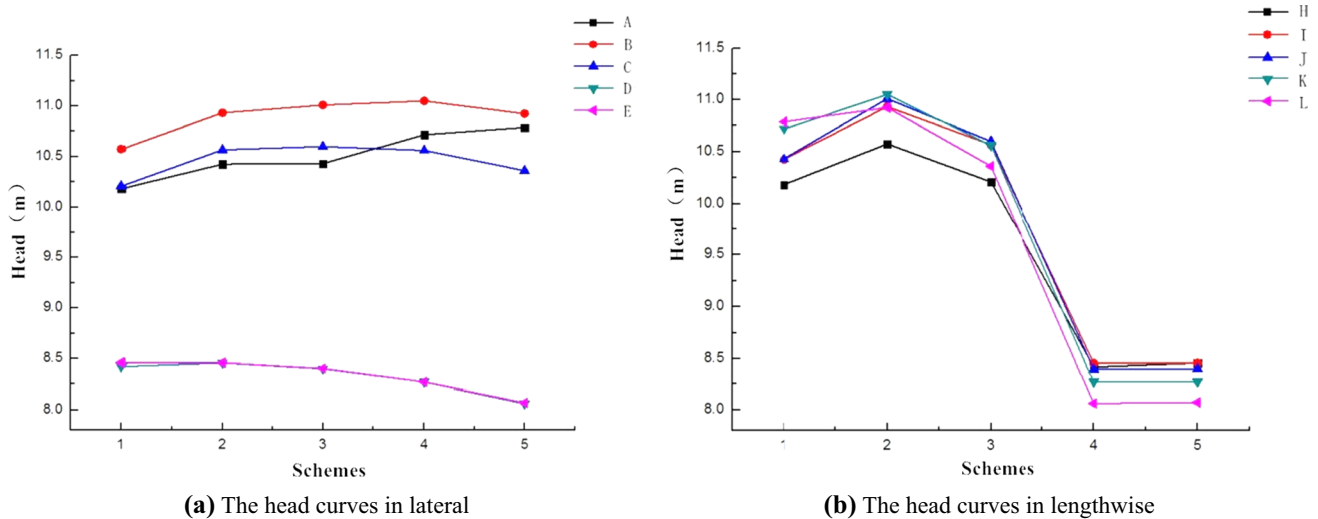 A
B
C
D
E
11.5
11.0
10.5
10.0
9.5
9.0
8.5
8.0
Head（m）
1 2 3 4 5
Schemes
(a) The head curves in lateral
H
I
J
K
L
11.5
11.0
10.5
10.0
9.5
9.0
8.5
8.0
Head（m）
1 2 3 4 5
Schemes
(b) The head curves in lengthwise